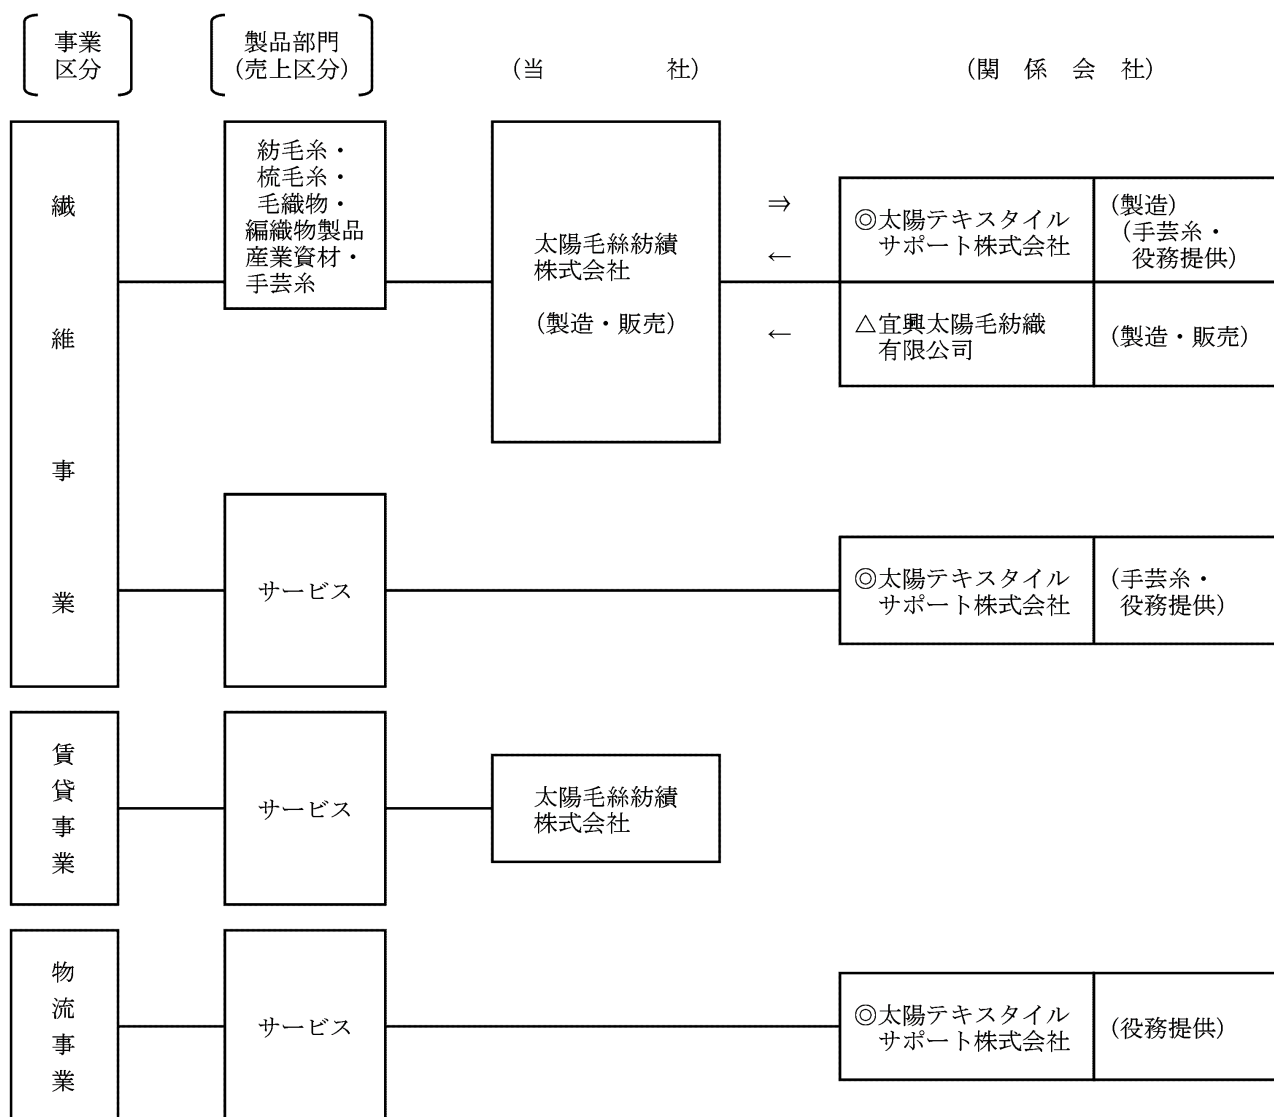 事業
区分
製品部門
(売上区分)
(当 社)
(関 係 会 社)
繊維事業
紡毛糸・
梳毛糸・
毛織物・
編織物製品
産業資材・
手芸糸
太陽毛絲紡績
株式会社
(製造・販売)
⇒
←
←
◎太陽テキスタイル
サポート株式会社
(製造)
(手芸糸・
役務提供)
△宜興太陽毛紡織
有限公司
(製造・販売)
サービス
◎太陽テキスタイル
サポート株式会社
(手芸糸・
役務提供)
賃貸事業
サービス
太陽毛絲紡績
株式会社
物流事業
サービス
◎太陽テキスタイル
サポート株式会社
(役務提供)